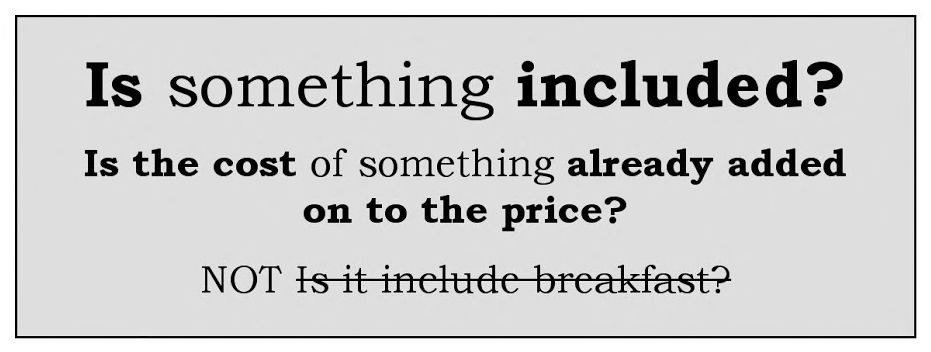 Is something included?
Is the cost of something already added
on to the price?
NOT Is it include breakfast?